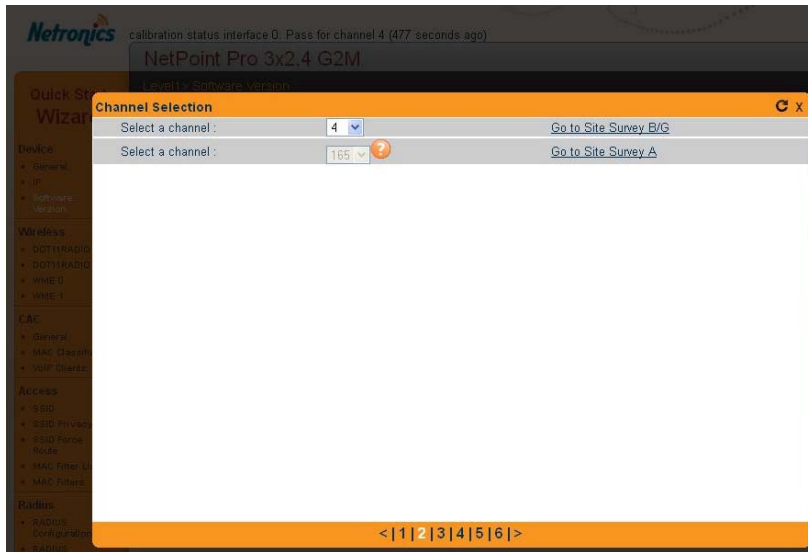 Netronics
calibration status interface 0: Pass for channel 4 (477 seconds ago)
NetPoint Pro 3x2.4 G2M
Level1> Software Version
Quick
Channel Selection C X
Select a channel : 4 Go to Site Survey B/G
Select a channel : 165 ? Go to Site Survey A
Device
General
IP
Software
Version
Wireless
DOT11RADIO
DOT11RADIO
WME 0
WME 1
CAC
General
MAC
VoIP Clients
Access
SSID
SSID Privacy
SSID Force
Route
MAC Filter
MAC Filters
Radius
RADIUS
Configuration
RADIUS
<|1|2|3|4|5|6|>